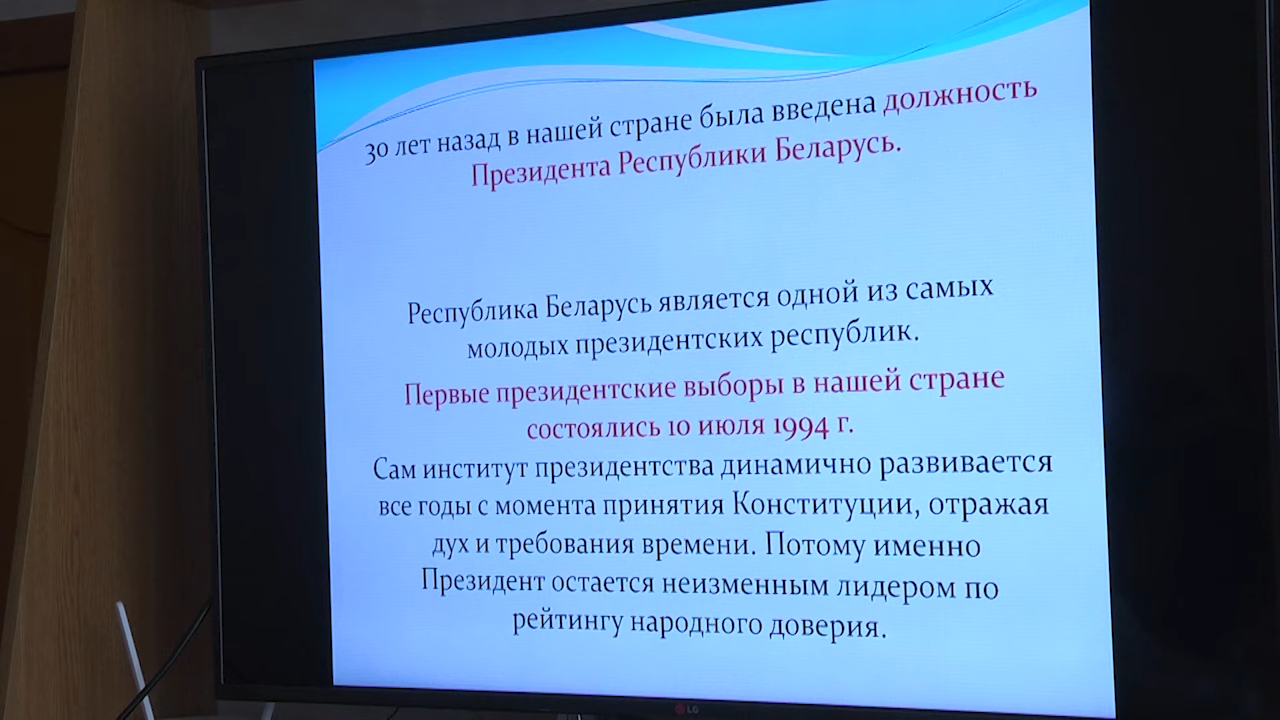 30 лет назад в нашей стране была введена должность
Президента Республики Беларусь.
Республика Беларусь является одной из самых
молодых президентских республик.
Первые президентские выборы в нашей стране
состоялись 10 июля 1994 г.
Сам институт президентства динамично развивается
все годы с момента принятия Конституции, отражая
дух и требования времени. Потому именно
Президент остается неизменным лидером по
рейтингу народного доверия.
LG